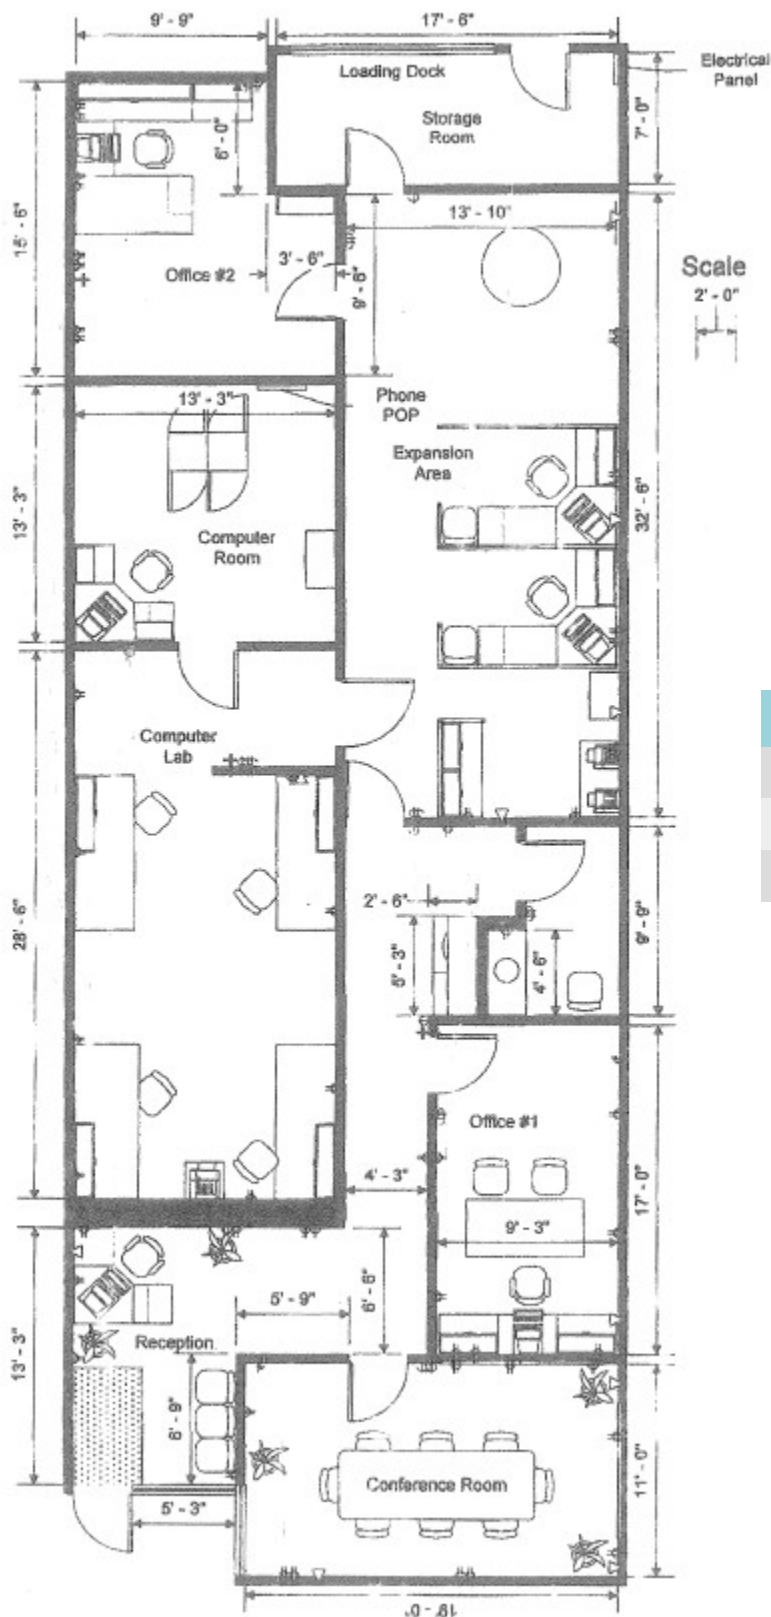 9' - 9"
17' - 6"
Loading Dock
Electrical
Panel
Storage
Room
7' - 0"
6' - 0"
15' - 6"
13' - 10"
Office #2
3' - 6"
9' - 6"
Scale
2' - 0"
13' - 3"
Phone
POP
Expansion
Area
13' - 3"
32' - 6"
Computer
Room
Computer
Lab
28' - 6"
2' - 6"
5' - 3"
4' - 6"
9' - 9"
Office #1
4' - 3"
17' - 0"
9' - 3"
5' - 9"
6' - 6"
Reception
13' - 3"
6' - 9"
Conference Room
11' - 0"
5' - 3"
19' - 0"